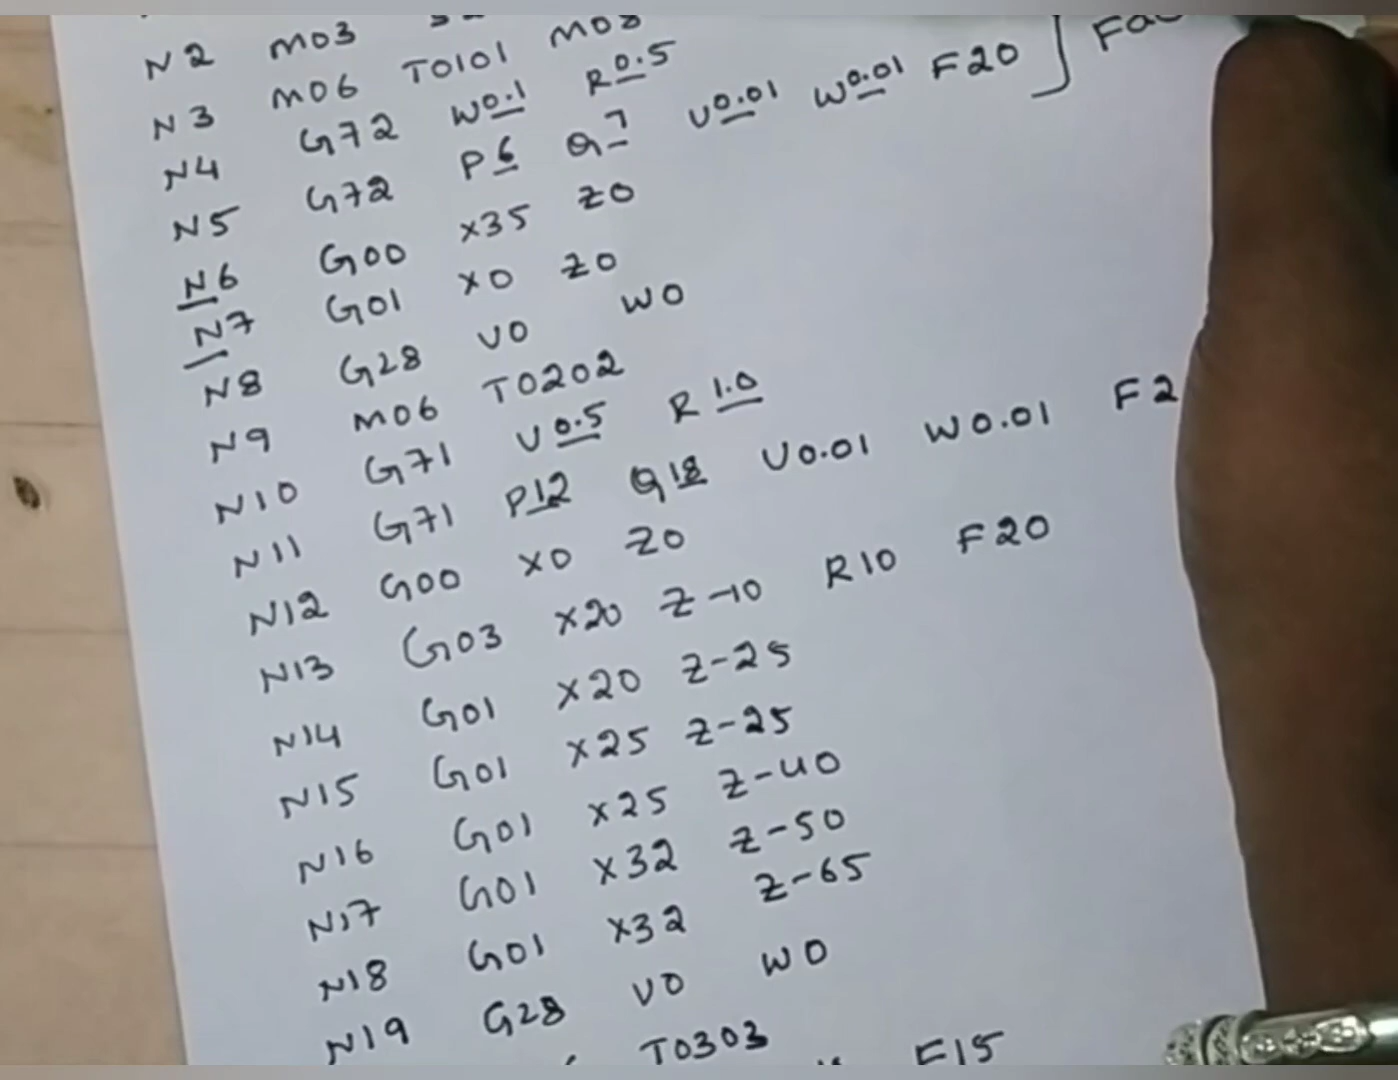 N2 M03
N3 M06 T0101 M08
N4 G72 W0.1 R0.5
N5 G72 P6 Q7 U0.01 W0.01 F20
N6 G00 X35 Z0
N7 G01 X0 Z0
N8 G28 U0 W0
N9 M06 T0202
N10 G71 U0.5 R1.0
N11 G71 P12 Q18 U0.01 W0.01 F2
N12 G00 X0 Z0
N13 G03 X20 Z-10 R10 F20
N14 G01 X20 Z-25
N15 G01 X25 Z-25
N16 G01 X25 Z-40
N17 G01 X32 Z-50
N18 G01 X32 Z-65
N19 G28 U0 W0
T0303
F15